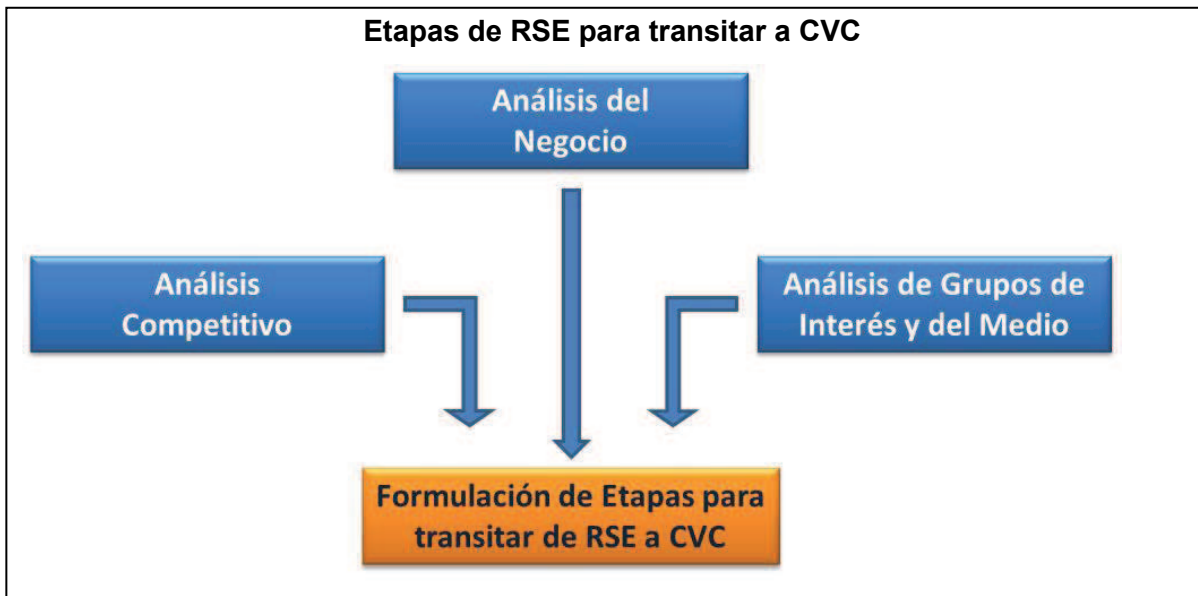 Etapas de RSE para transitar a CVC
Análisis del
Negocio
Análisis
Competitivo
Análisis de Grupos de
Interés y del Medio
Formulación de Etapas para
transitar de RSE a CVC